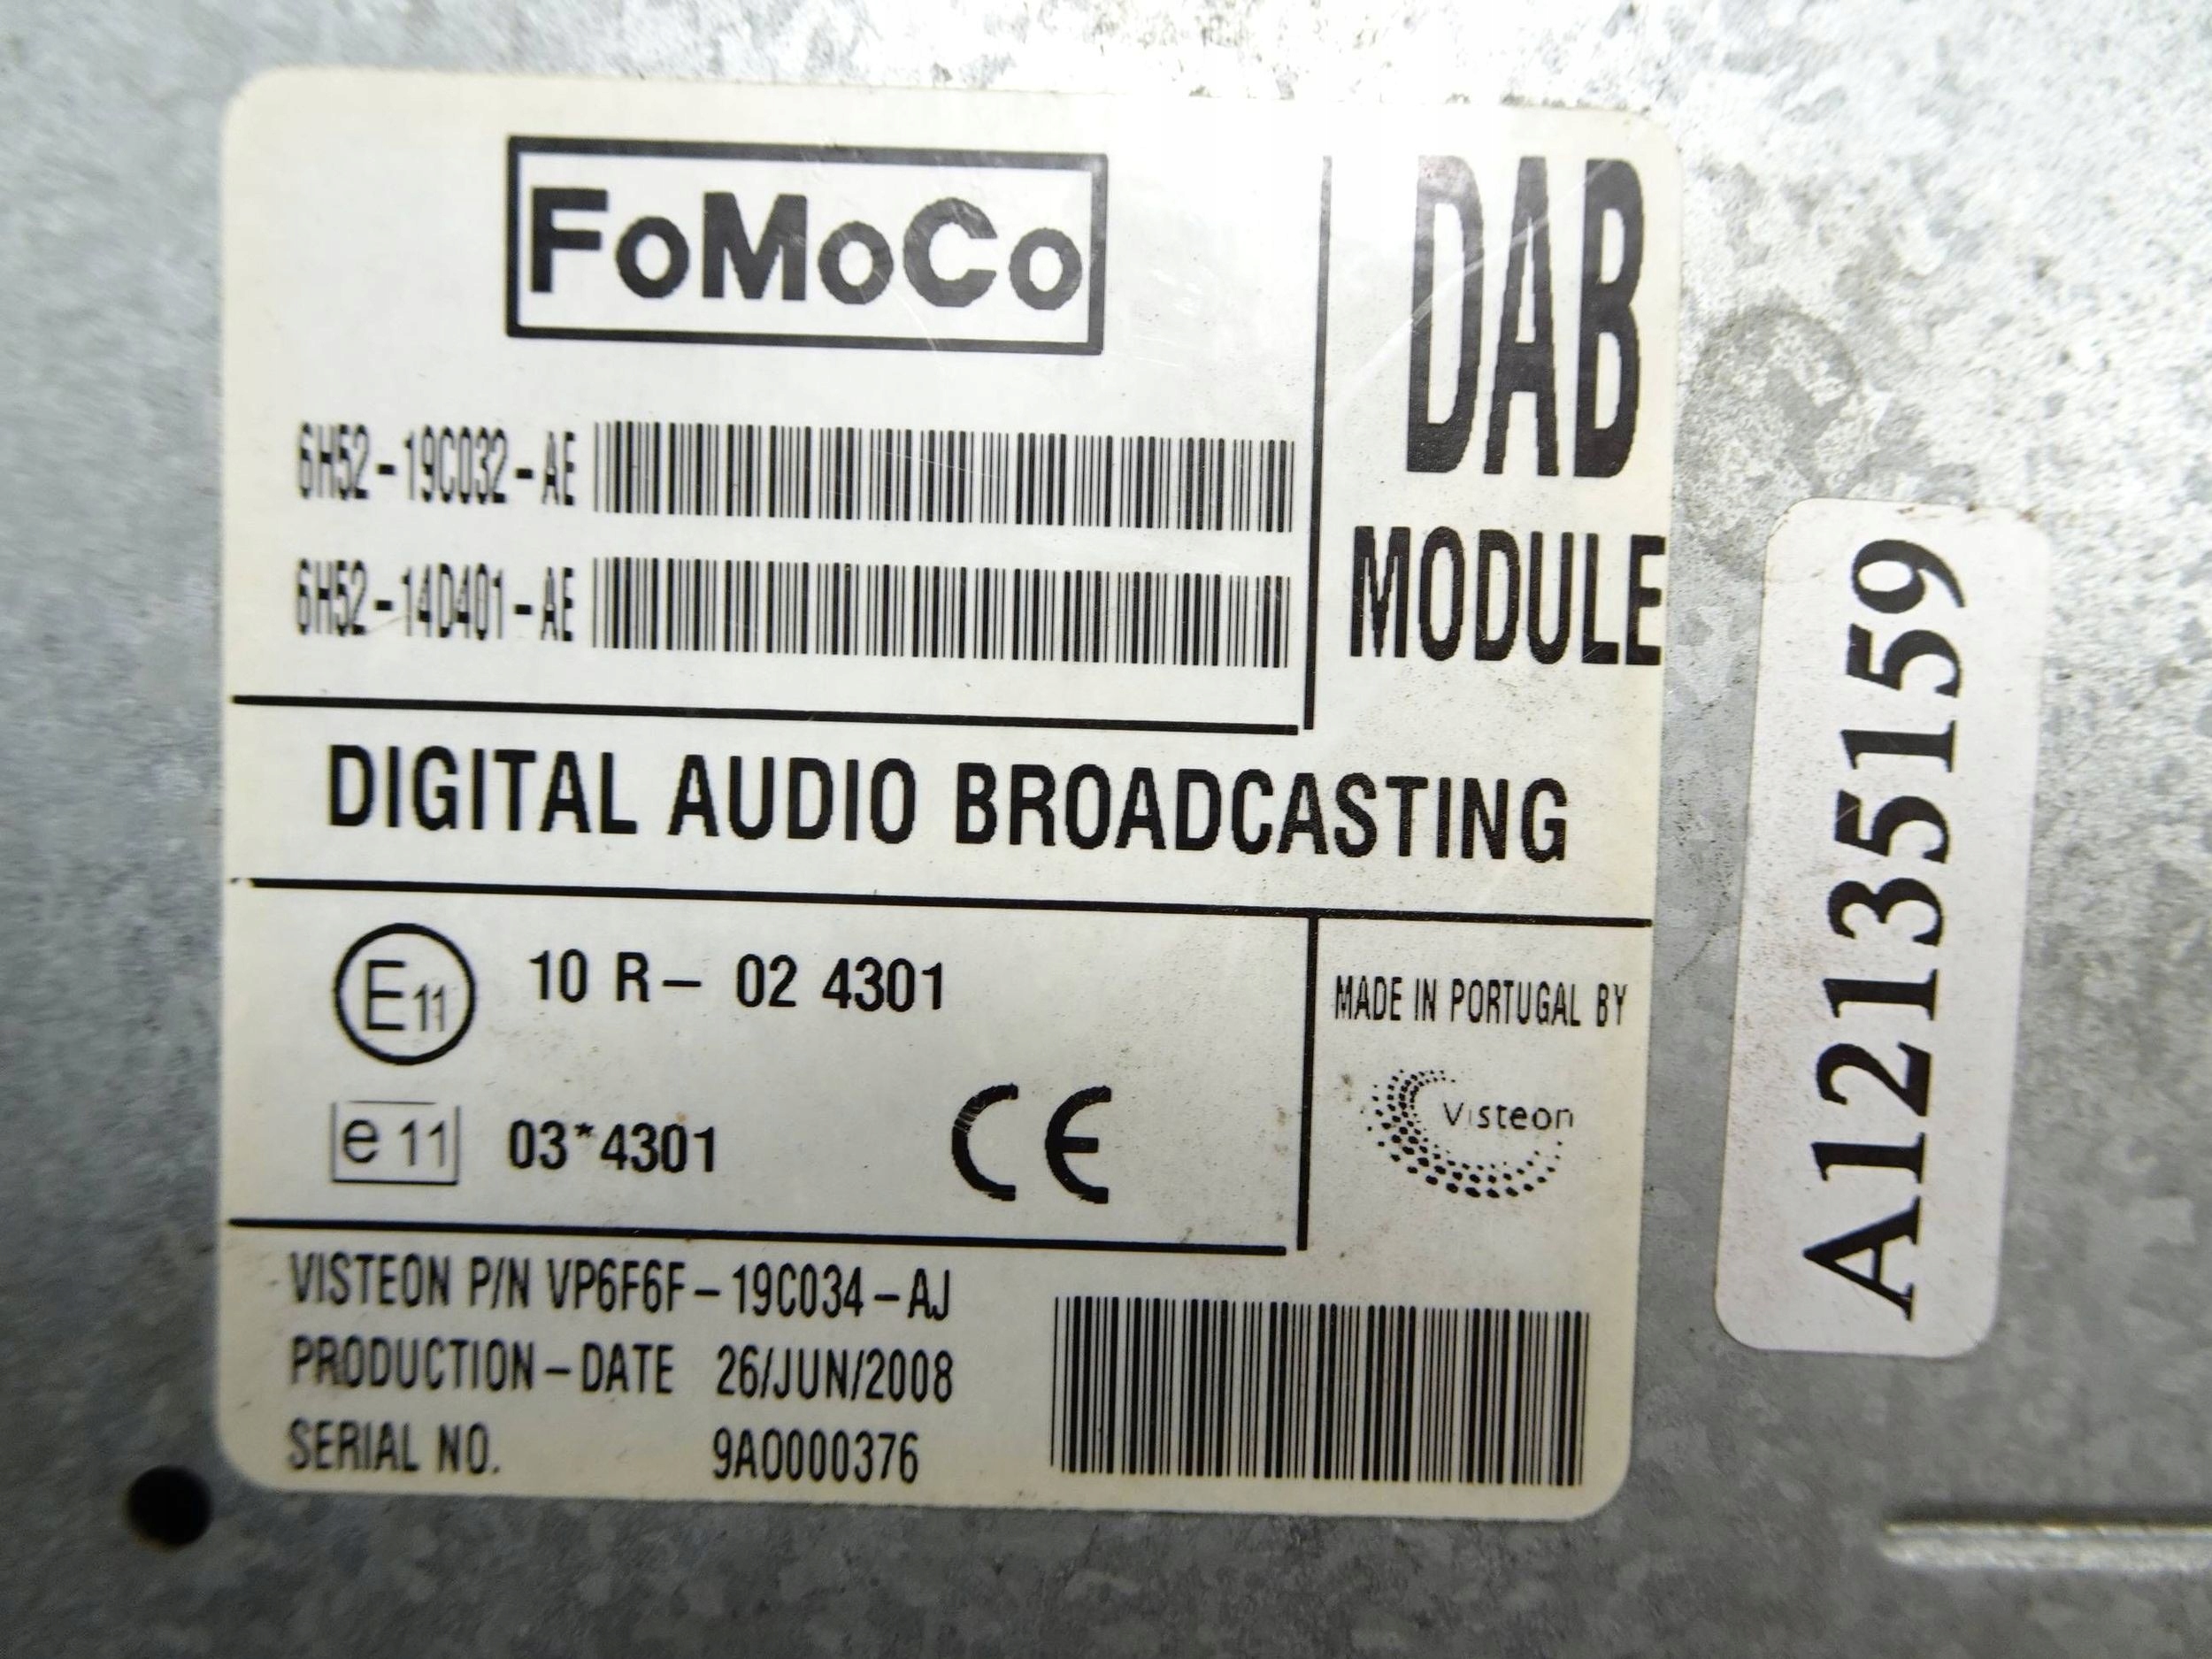 FoMoCo
DAB
MODULE
6H52-19C032-AE
6H52-14D401-AE
DIGITAL AUDIO BROADCASTING
E11 10 R- 02 4301
e 11 03*4301 CE
MADE IN PORTUGAL BY
Visteon
VISTEON P/N VP6F6F-19C034-AJ
PRODUCTION-DATE 26/JUN/2008
SERIAL NO. 9A0000376
A12135159